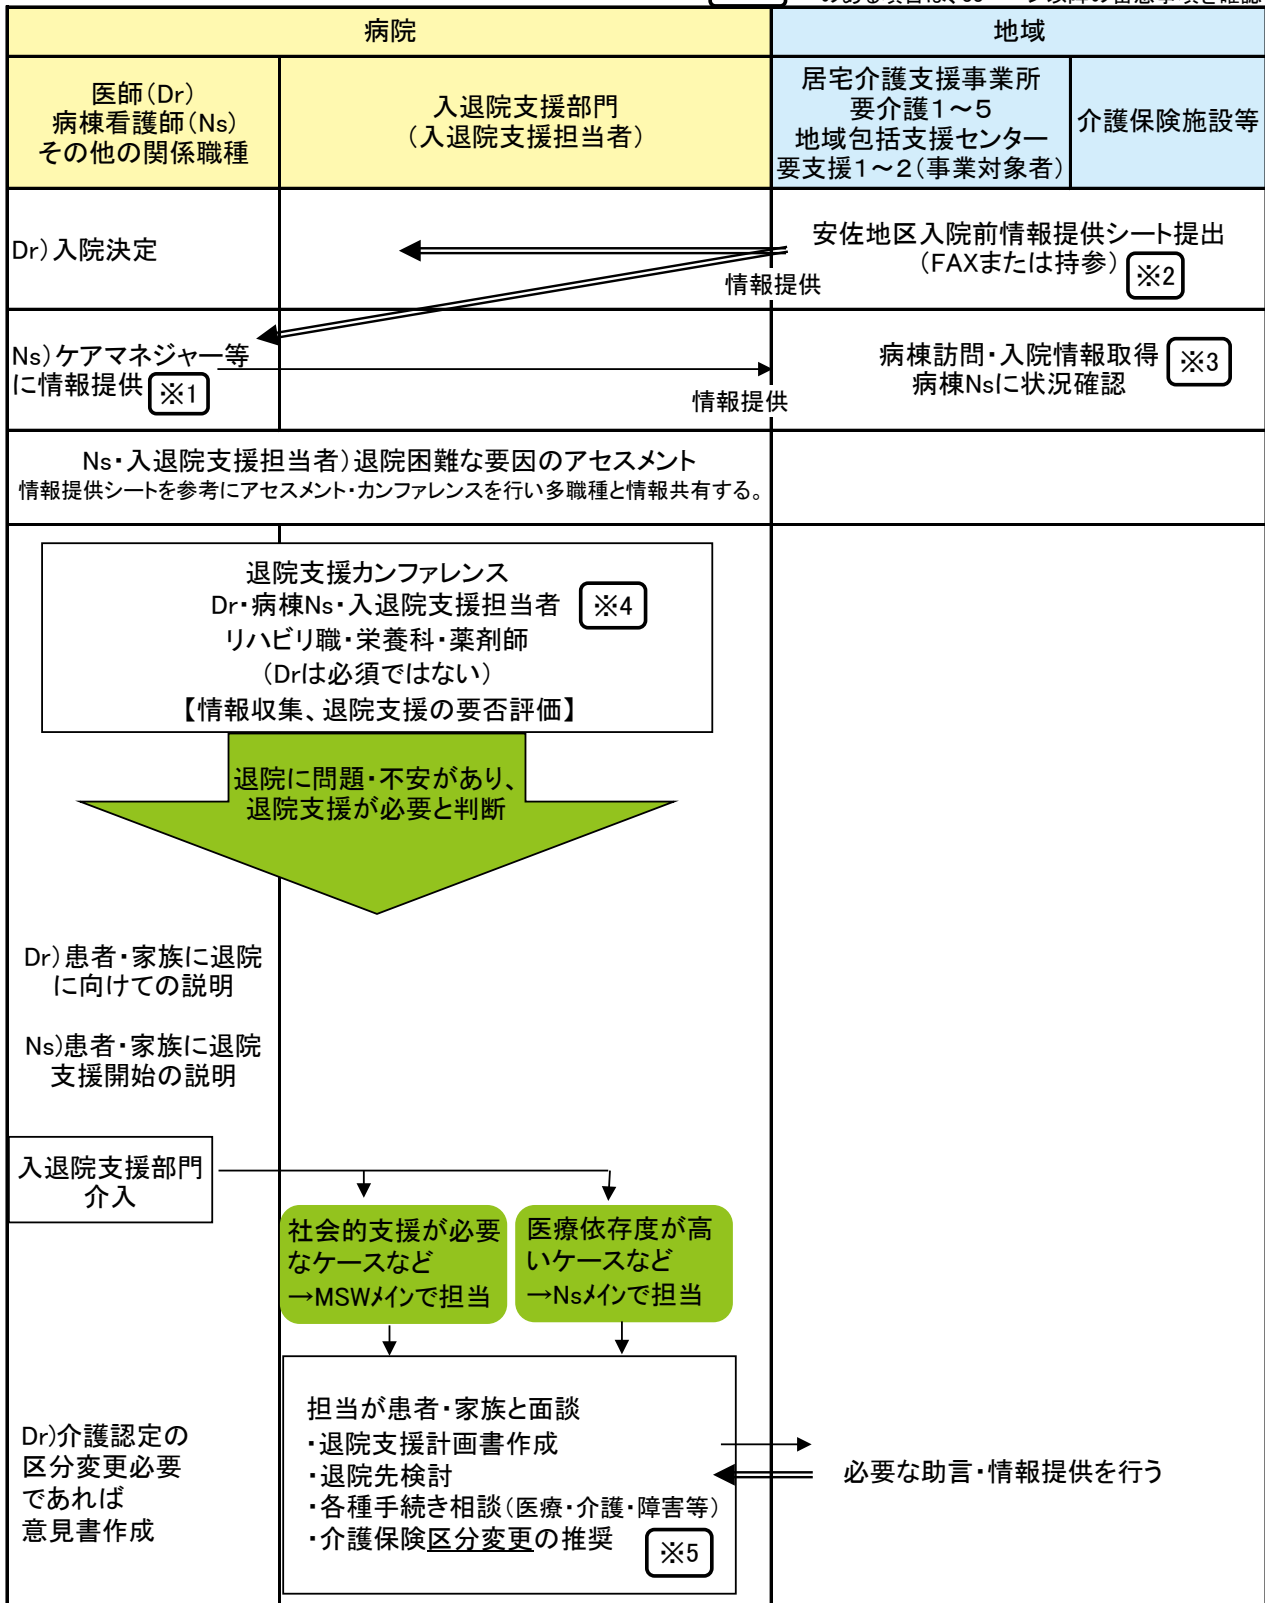 病院
地域
医師(Dr)
病棟看護師(Ns)
その他の関係職種
入退院支援部門
(入退院支援担当者)
居宅介護支援事業所
要介護1~5
地域包括支援センター
要支援1~2(事業対象者)
介護保険施設等
Dr)入院決定
安佐地区入院前情報提供シート提出
(FAXまたは持参)
※2
情報提供
Ns)ケアマネジャー等
に情報提供
※1
情報提供
病棟訪問・入院情報取得
病棟Nsに状況確認
※3
Ns・入退院支援担当者)退院困難な要因のアセスメント
情報提供シートを参考にアセスメント・カンファレンスを行い多職種と情報共有する。
退院支援カンファレンス
Dr・病棟Ns・入退院支援担当者
※4
リハビリ職・栄養科・薬剤師
(Drは必須ではない)
【情報収集、退院支援の要否評価】
退院に問題・不安があり、
退院支援が必要と判断
Dr)患者・家族に退院
に向けての説明
Ns)患者・家族に退院
支援開始の説明
入退院支援部門
介入
社会的支援が必要
なケースなど
→MSWメインで担当
医療依存度が高
いケースなど
→Nsメインで担当
Dr)介護認定の
区分変更必要
であれば
意見書作成
担当が患者・家族と面談
・退院支援計画書作成
・退院先検討
・各種手続き相談(医療・介護・障害等)
・介護保険区分変更の推奨
※5
必要な助言・情報提供を行う